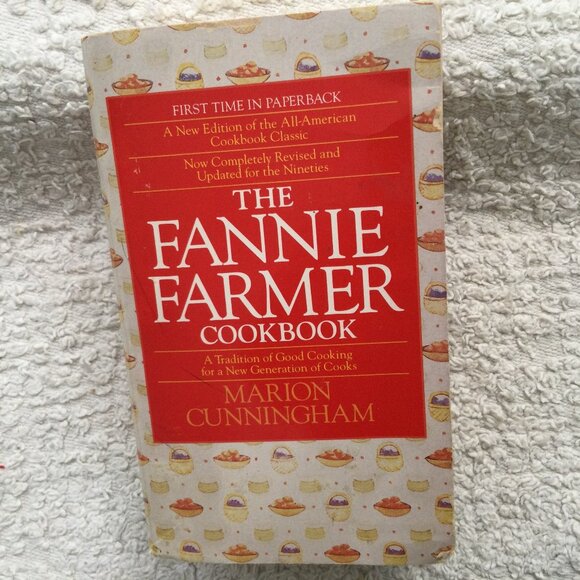 FIRST TIME IN PAPERBACK
A New Edition of the All-American
Cookbook Classic
Now Completely Revised and
Updated for the Nineties
THE
FANNIE
FARMER
COOKBOOK
A Tradition of Good Cooking
for a New Generation of Cooks
MARION
CUNNINGHAM